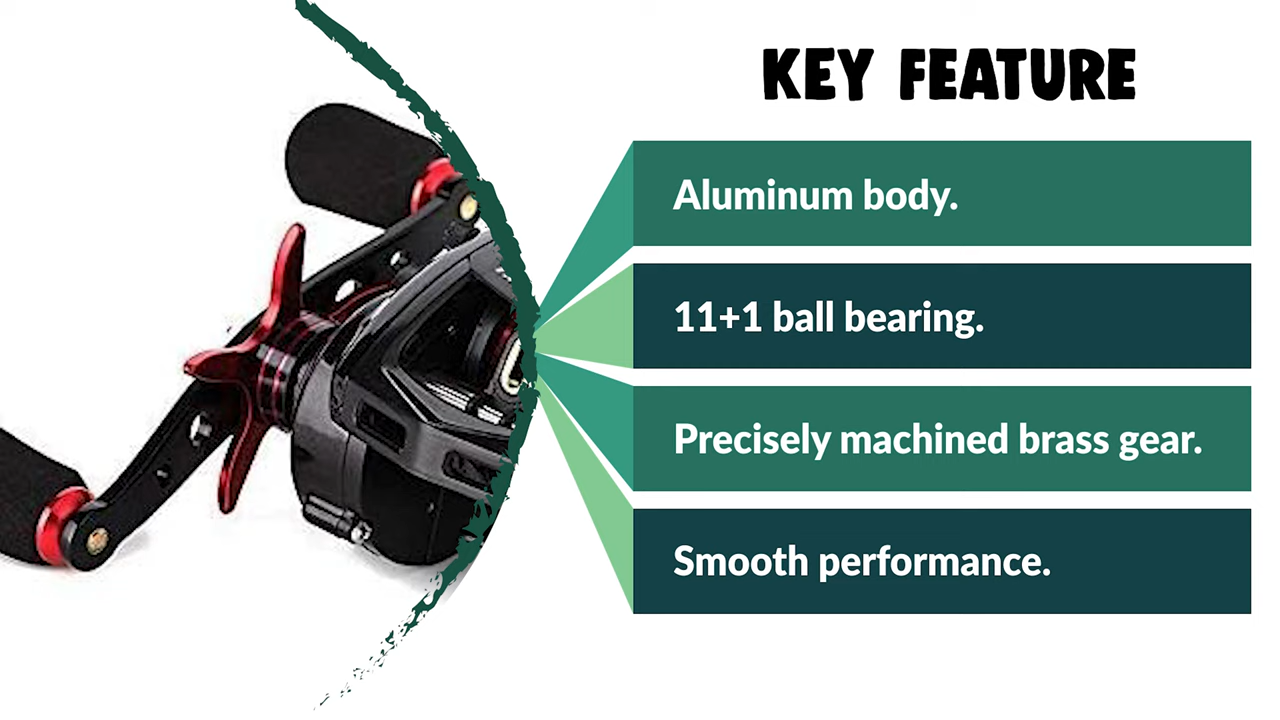 KEY FEATURE
Aluminum body.
11+1 ball bearing.
Precisely machined brass gear.
Smooth performance.